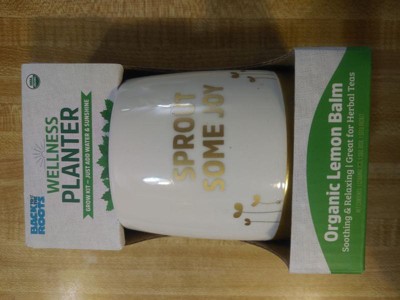 BACK TO THE
ROOTS
WELLNESS
PLANTER
GROW KIT – JUST ADD WATER & SUNSHINE
SPROUT
SOME JOY
Organic Lemon Balm
Soothing & Relaxing | Great for Herbal Teas